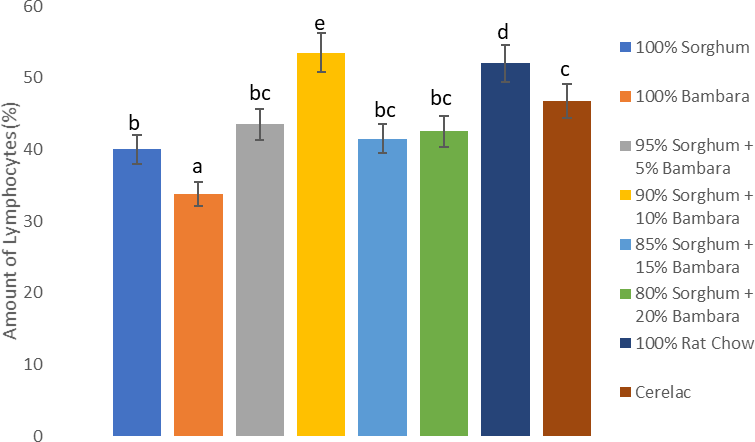 60
50
40
30
20
10
0
Amount of Lymphocytes (%)
b
a
bc
e
bc
bc
d
c
100% Sorghum
100% Bambara
95% Sorghum +
5% Bambara
90% Sorghum +
10% Bambara
85% Sorghum +
15% Bambara
80% Sorghum +
20% Bambara
100% Rat Chow
Cerelac